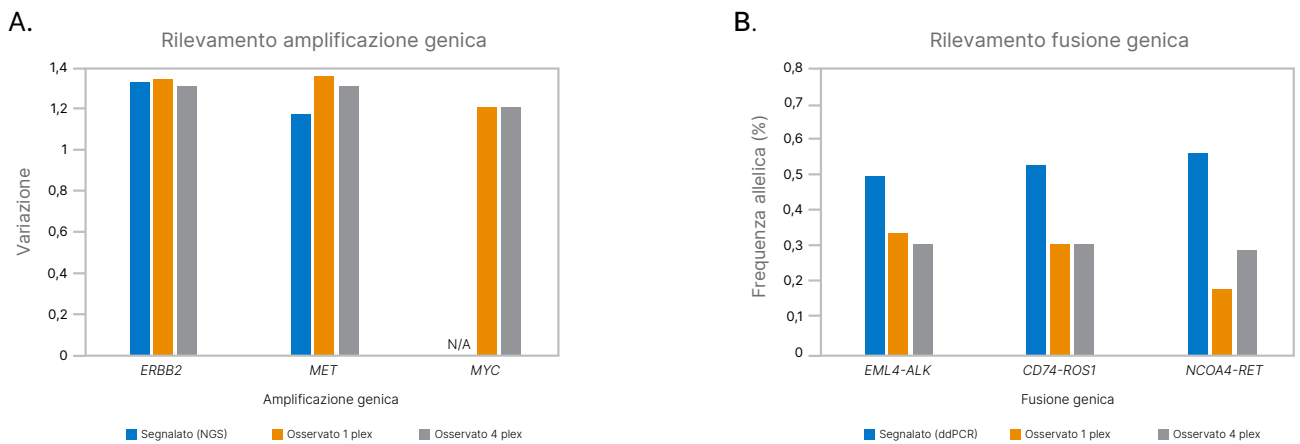 A.
Rilevamento amplificazione genica
Variazione
1,4
1,2
1
0,8
0,6
0,4
0,2
0
N/A
ERBB2
MET
MYC
Amplificazione genica
Segnalato (NGS)
Osservato 1 plex
Osservato 4 plex
B.
Rilevamento fusione genica
Frequenza allelica (%)
0,8
0,7
0,6
0,5
0,4
0,3
0,2
0,1
0
EML4-ALK
CD74-ROS1
NCOA4-RET
Fusione genica
Segnalato (ddPCR)
Osservato 1 plex
Osservato 4 plex